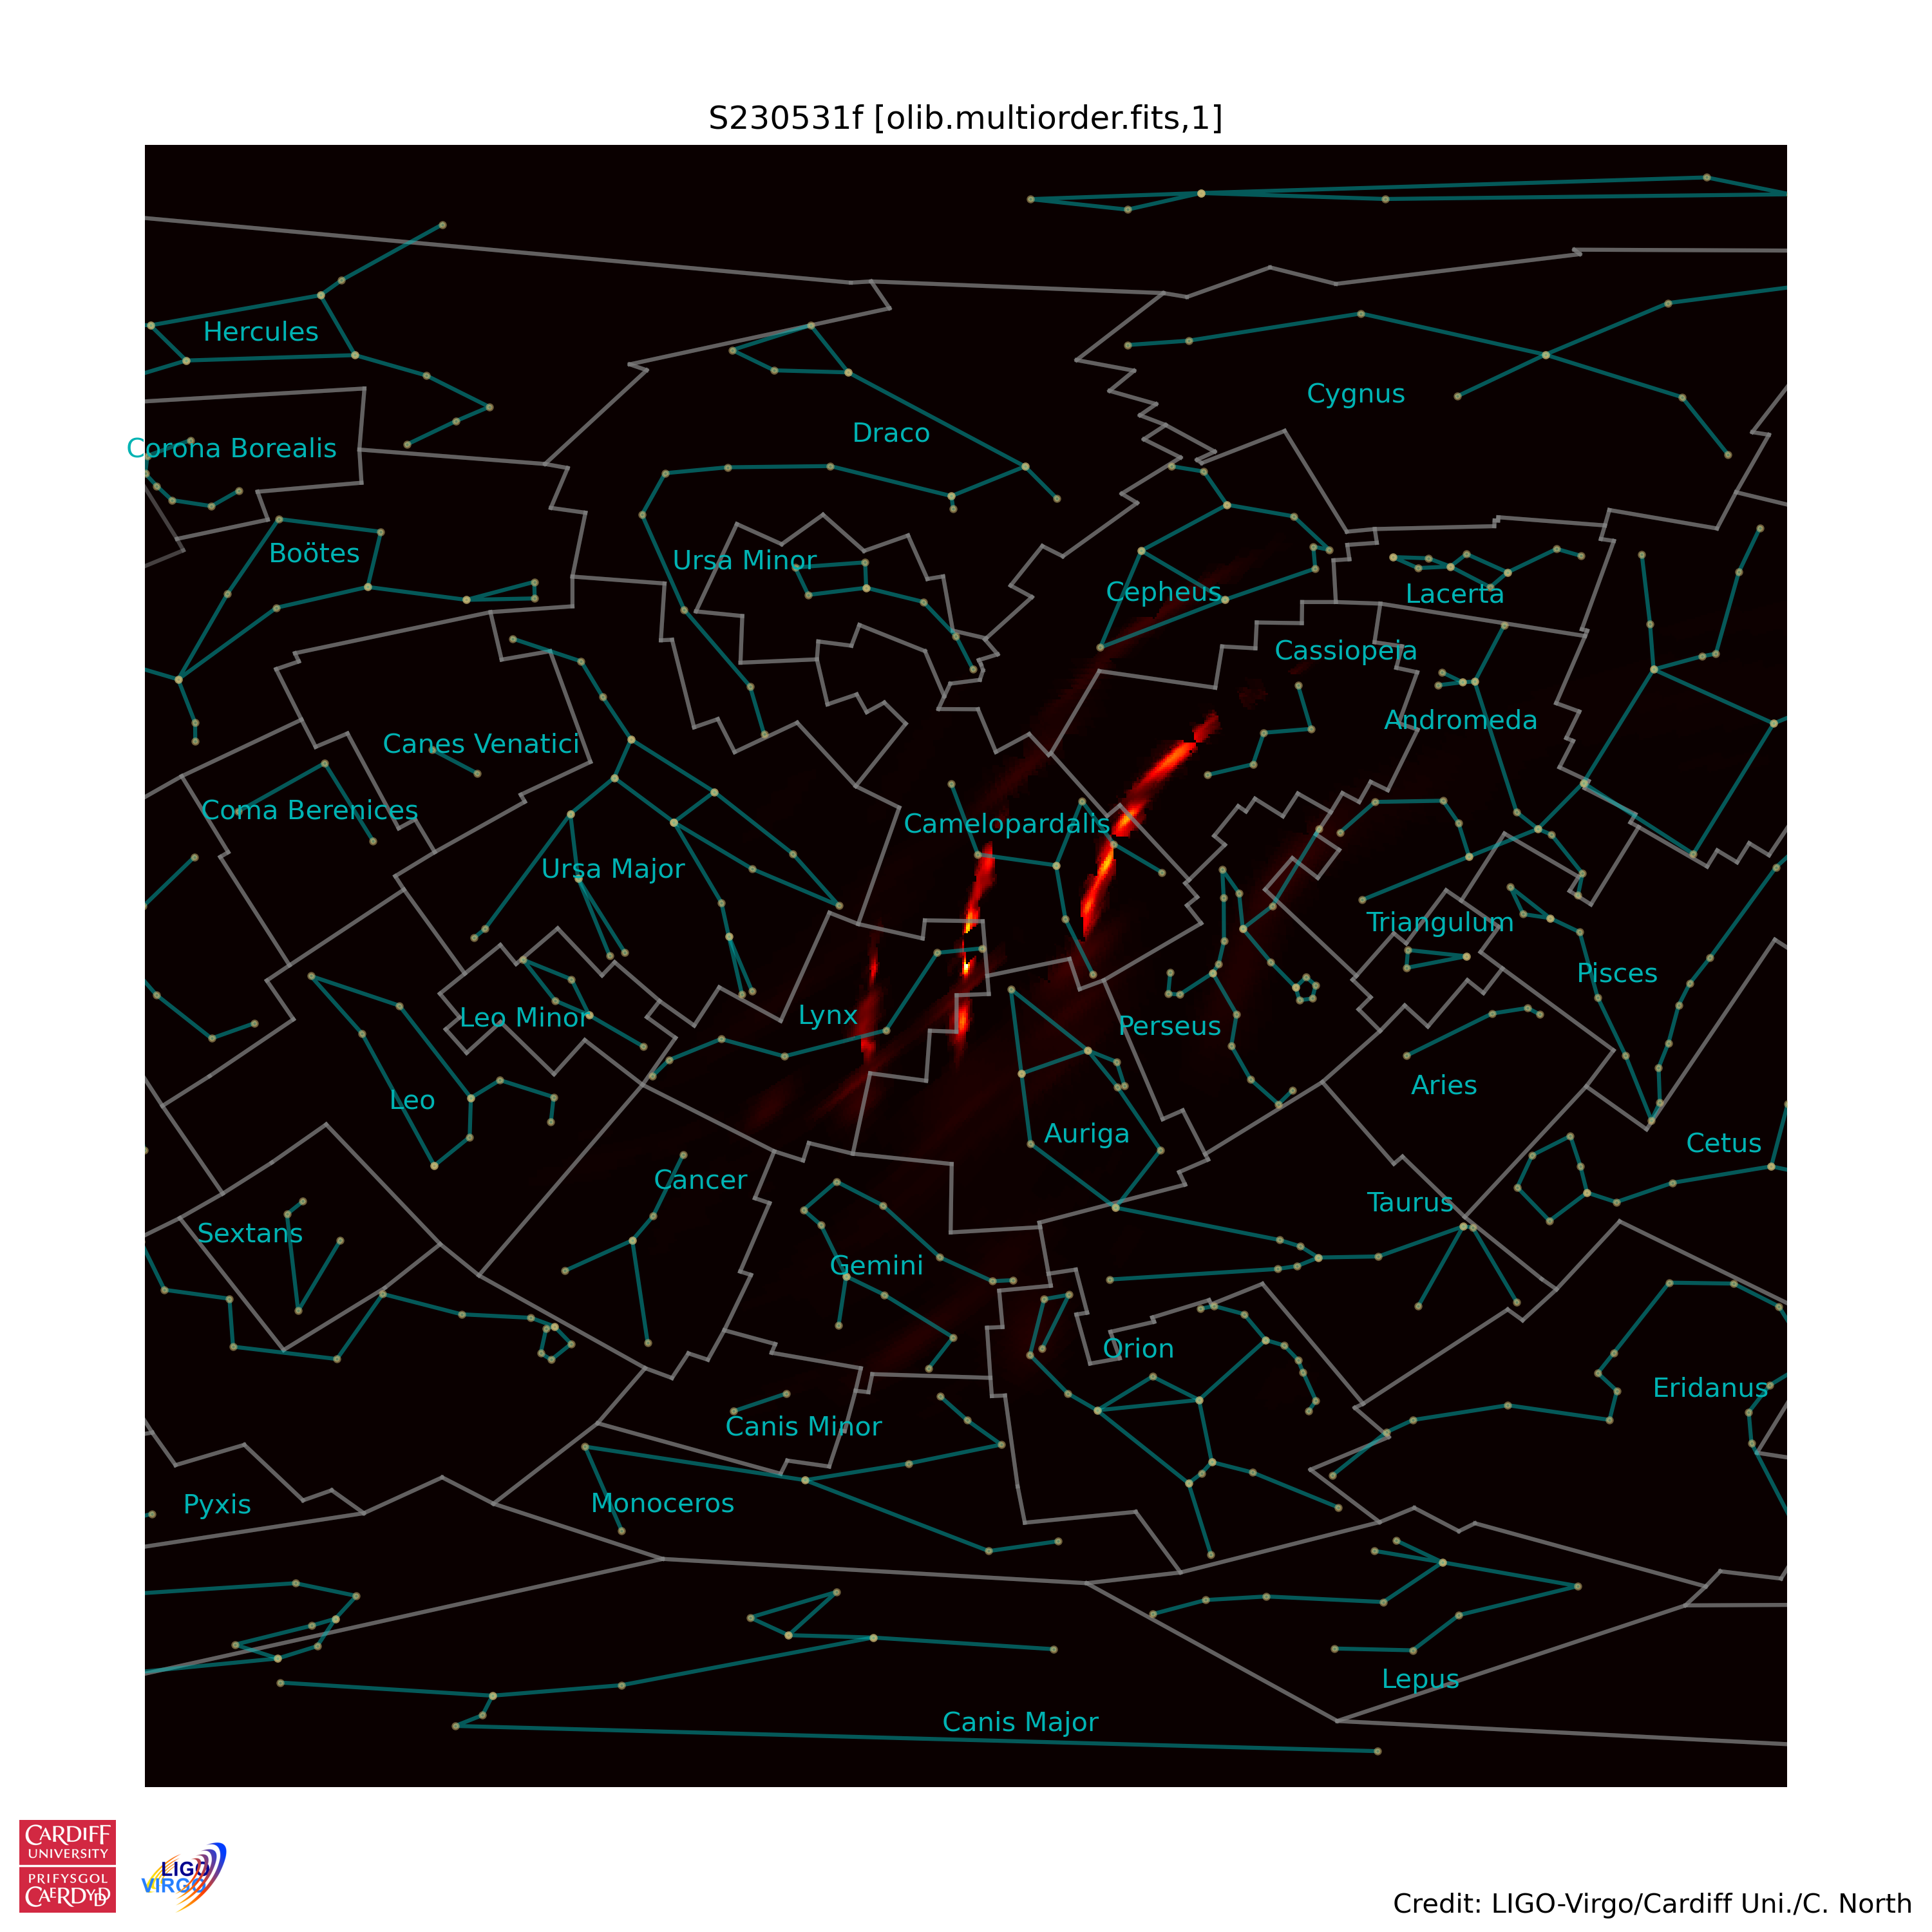 S230531f [olib.multiorder.fits,1]
Hercules
Cygnus
Draco
Corona Borealis
Boötes
Ursa Minor
Cepheus
Lacerta
Cassiopeia
Andromeda
Canes Venatici
Coma Berenices
Camelopardalis
Ursa Major
Triangulum
Pisces
Leo Minor
Lynx
Perseus
Aries
Leo
Auriga
Cetus
Cancer
Taurus
Sextans
Gemini
Orion
Eridanus
Canis Minor
Pyxis
Monoceros
Lepus
Canis Major
CARDIFF
UNIVERSITY
PRIFYSGOL
CAERDYDD
LIGO
VIRGO
Credit: LIGO-Virgo/Cardiff Uni./C. North